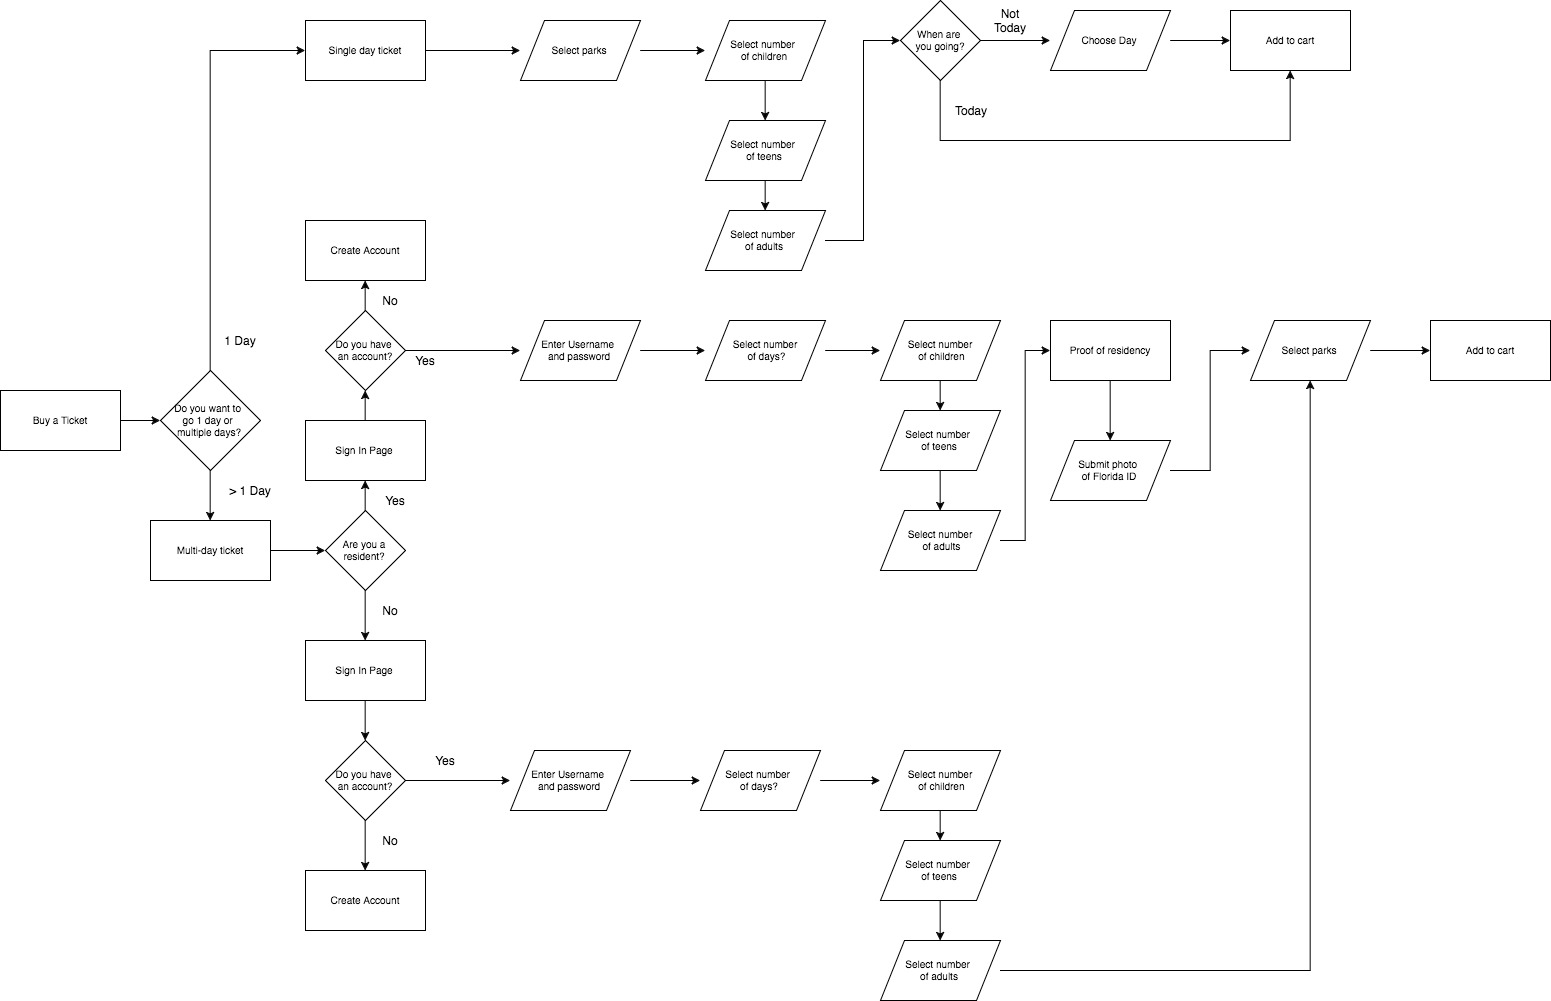 Single day ticket
Select parks
Select number
of children
When are
you going?
Not
Today
Choose Day
Add to cart
Today
Select number
of teens
Select number
of adults
Create Account
No
Do you have
an account?
Yes
Enter Username
and password
Select number
of days?
Select number
of children
Proof of residency
Select parks
Add to cart
1 Day
Buy a Ticket
Do you want to
go 1 day or
multiple days?
Sign In Page
Select number
of teens
Submit photo
of Florida ID
> 1 Day
Yes
Multi-day ticket
Are you a
resident?
Select number
of adults
No
Sign In Page
Do you have
an account?
Yes
Enter Username
and password
Select number
of days?
Select number
of children
No
Create Account
Select number
of teens
Select number
of adults